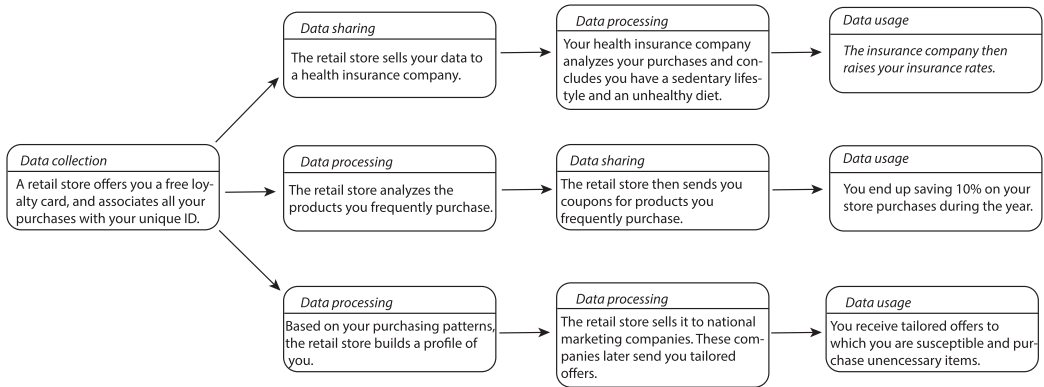 Data collection
A retail store offers you a free loy-
alty card, and associates all your
purchases with your unique ID.
Data sharing
The retail store sells your data to
a health insurance company.
Data processing
Your health insurance company
analyzes your purchases and con-
cludes you have a sedentary lifes-
tyle and an unhealthy diet.
Data usage
The insurance company then
raises your insurance rates.
Data processing
The retail store analyzes the
products you frequently purchase.
Data sharing
The retail store then sends you
coupons for products you
frequently purchase.
Data usage
You end up saving 10% on your
store purchases during the year.
Data processing
Based on your purchasing patterns,
the retail store builds a profile of
you.
Data processing
The retail store sells it to national
marketing companies. These com-
panies later send you tailored
offers.
Data usage
You receive tailored offers to
which you are susceptible and pur-
chase unencessary items.